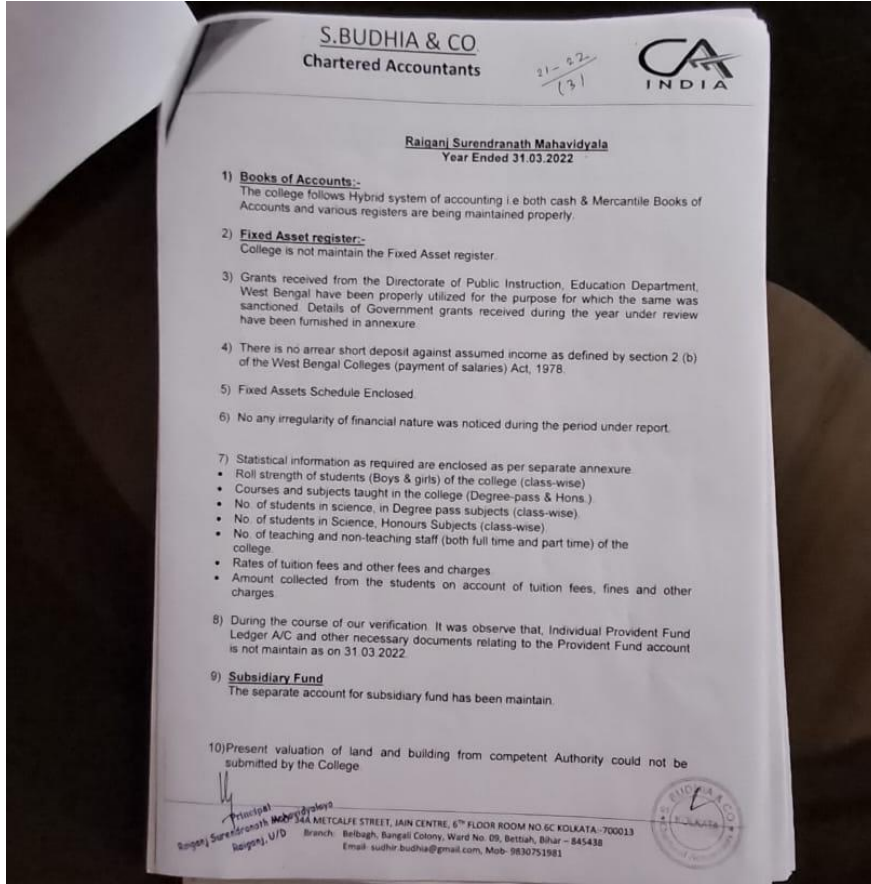 S.BUDHIA & CO
Chartered Accountants
21-22
(3)
CA
INDIA
Raiganj Surendranath Mahavidyala
Year Ended 31.03.2022
1) Books of Accounts:-
The college follows Hybrid system of accounting i.e both cash & Mercantile Books of
Accounts and various registers are being maintained properly.
2) Fixed Asset register:-
College is not maintain the Fixed Asset register.
3) Grants received from the Directorate of Public Instruction, Education Department,
West Bengal have been properly utilized for the purpose for which the same was
sanctioned. Details of Government grants received during the year under review
have been furnished in annexure.
4) There is no arrear short deposit against assumed income as defined by section 2 (b)
of the West Bengal Colleges (payment of salaries) Act, 1978.
5) Fixed Assets Schedule Enclosed.
6) No any irregularity of financial nature was noticed during the period under report.
7) Statistical information as required are enclosed as per separate annexure.
• Roll strength of students (Boys & girls) of the college (class-wise)
• Courses and subjects taught in the college (Degree-pass & Hons.)
• No. of students in science, in Degree pass subjects (class-wise).
• No. of students in Science, Honours Subjects (class-wise)
• No. of teaching and non-teaching staff (both full time and part time) of the
college.
• Rates of tuition fees and other fees and charges.
• Amount collected from the students on account of tuition fees, fines and other
charges.
8) During the course of our verification. It was observe that, Individual Provident Fund
Ledger A/C and other necessary documents relating to the Provident Fund account
is not maintain as on 31.03.2022.
9) Subsidiary Fund
The separate account for subsidiary fund has been maintain.
10)Present valuation of land and building from competent Authority could not be
submitted by the College.
Principal
Raiganj Surendranath Mahavidyalaya
Raiganj, U/D
34A METCALFE STREET, JAIN CENTRE, 6TH FLOOR ROOM NO.6C KOLKATA:-700013
Branch: Belbagh, Bangali Colony, Ward No. 09, Bettiah, Bihar – 845438
Email- sudhir.budhia@gmail.com, Mob- 9830751981
S. BUDHIA & CO
KOLKATA
Chartered Accountants